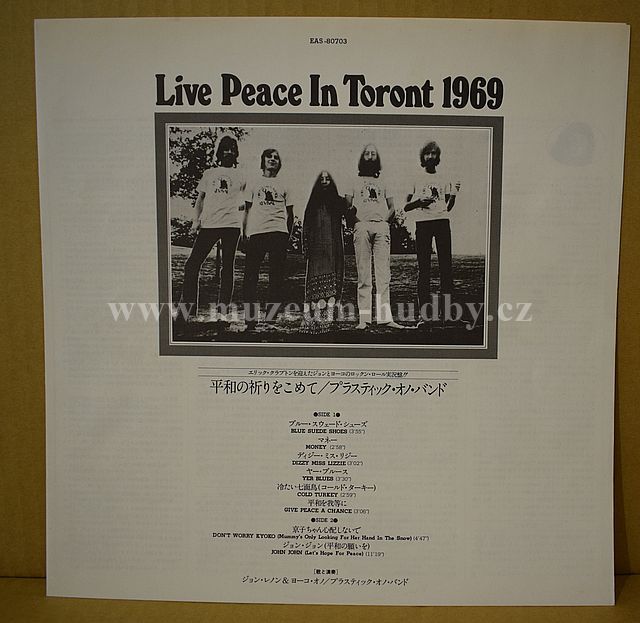 EAS-80703
Live Peace In Toront 1969
www.muzeum-hudby.cz
エリック・クラプトンを迎えたジョンとヨーコのロックン・ロール実況盤!!
平和の祈りをこめて/プラスティック・オノ・バンド
●SIDE 1●
ブルー・スウェード・シューズ
BLUE SUEDE SHOES (3'55")
マネー
MONEY (2'58")
ディジー・ミス・リジー
DIZZY MISS LIZZIE (3'02")
ヤー・ブルース
YER BLUES (3'30")
冷たい七面鳥(コールド・ターキー)
COLD TURKEY (2'59")
平和を我等に
GIVE PEACE A CHANCE (3'06")
●SIDE 2●
京子ちゃん心配しないで
DON'T WORRY KYOKO (Mummy's Only Looking For Her Hand In The Snow) (4'47")
ジョン・ジョン(平和の願いを)
JOHN JOHN (Let's Hope For Peace) (11'19")
[歌と演奏]
ジョン・レノン&ヨーコ・オノ/プラスティック・オノ・バンド